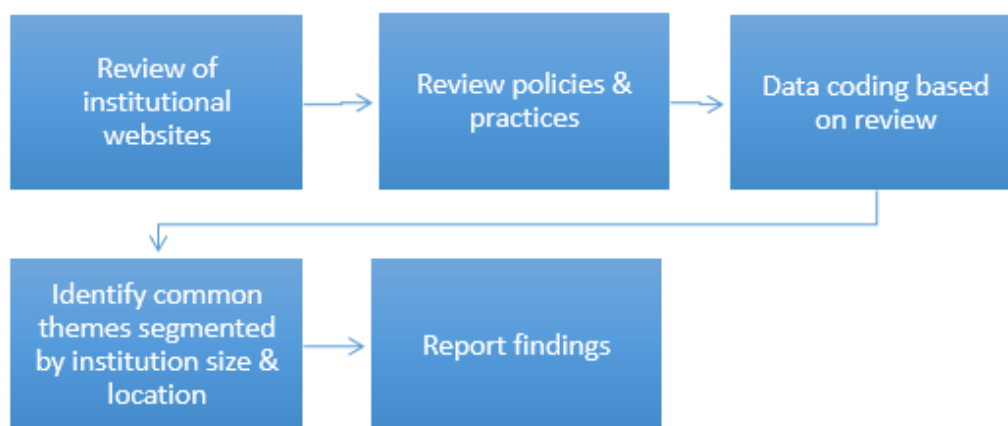 Review of
institutional
websites
Review policies &
practices
Data coding based
on review
Identify common
themes segmented
by institution size &
location
Report findings